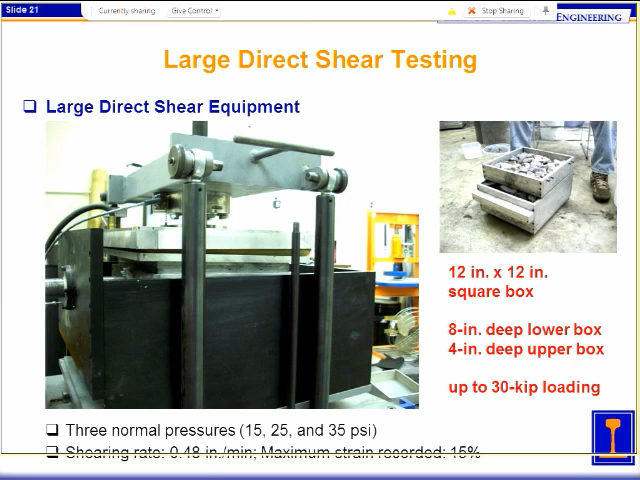 Slide 21
Currently sharing
Give Control
Stop Sharing
ENGINEERING
Large Direct Shear Testing
Large Direct Shear Equipment
12 in. x 12 in.
square box
8-in. deep lower box
4-in. deep upper box
up to 30-kip loading
Three normal pressures (15, 25, and 35 psi)
Shearing rate: 0.48 in./min; Maximum strain recorded: 15%